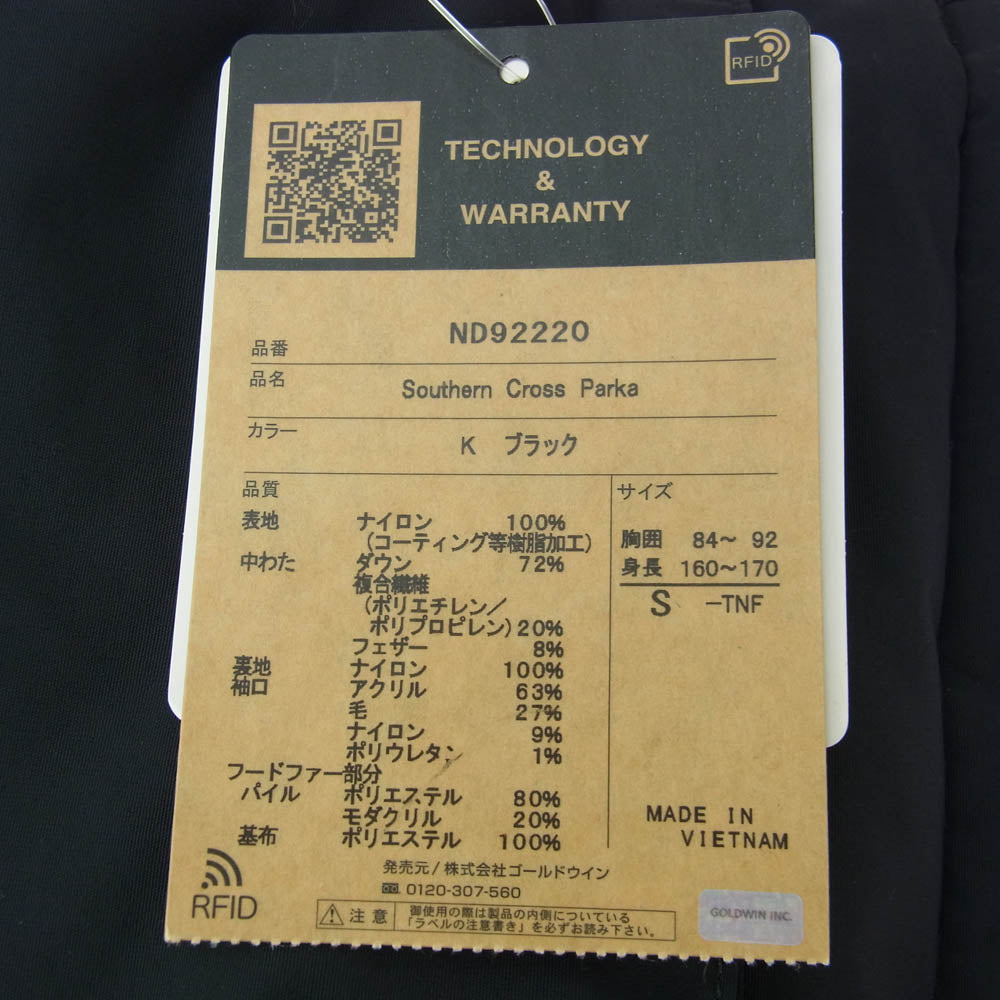 RFID
TECHNOLOGY
&
WARRANTY
品番 ND92220
品名 Southern Cross Parka
カラー K ブラック
品質
表地 ナイロン 100%
(コーティング等樹脂加工)
中わた ダウン 72%
複合繊維
(ポリエチレン/
ポリプロピレン) 20%
フェザー 8%
裏地 ナイロン 100%
袖口 アクリル 63%
毛 27%
ナイロン 9%
ポリウレタン 1%
フードファー部分
パイル ポリエステル 80%
モダクリル 20%
基布 ポリエステル 100%
サイズ
胸囲 84～ 92
身長 160～170
S -TNF
MADE IN
VIETNAM
発売元/株式会社ゴールドウイン
0120-307-560
RFID
注意
御使用の際は製品の内側についている
「ラベルの注意書き」を必ずお読み下さい。
GOLDWIN INC.